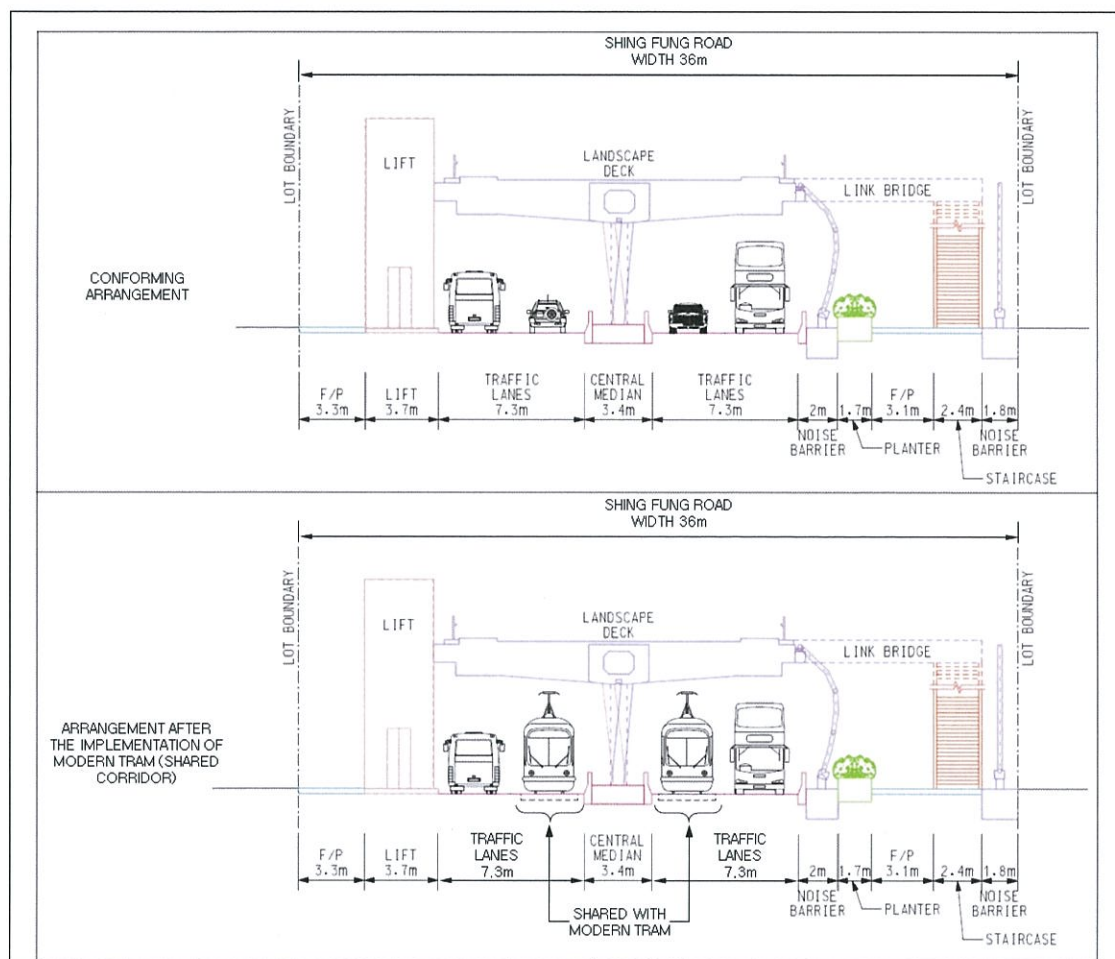 SHING FUNG ROAD
WIDTH 36m
LOT BOUNDARY
LIFT
LANDSCAPE
DECK
LINK BRIDGE
LOT BOUNDARY
CONFORMING
ARRANGEMENT
F/P
3.3m
LIFT
3.7m
TRAFFIC
LANES
7.3m
CENTRAL
MEDIAN
3.4m
TRAFFIC
LANES
7.3m
2m
NOISE
BARRIER
1.7m
PLANTER
F/P
3.1m
2.4m
STAIRCASE
1.8m
NOISE
BARRIER
SHING FUNG ROAD
WIDTH 36m
LOT BOUNDARY
LIFT
LANDSCAPE
DECK
LINK BRIDGE
LOT BOUNDARY
ARRANGEMENT AFTER
THE IMPLEMENTATION OF
MODERN TRAM (SHARED
CORRIDOR)
F/P
3.3m
LIFT
3.7m
TRAFFIC
LANES
7.3m
CENTRAL
MEDIAN
3.4m
TRAFFIC
LANES
7.3m
2m
NOISE
BARRIER
1.7m
PLANTER
F/P
3.1m
2.4m
STAIRCASE
1.8m
NOISE
BARRIER
SHARED WITH
MODERN TRAM